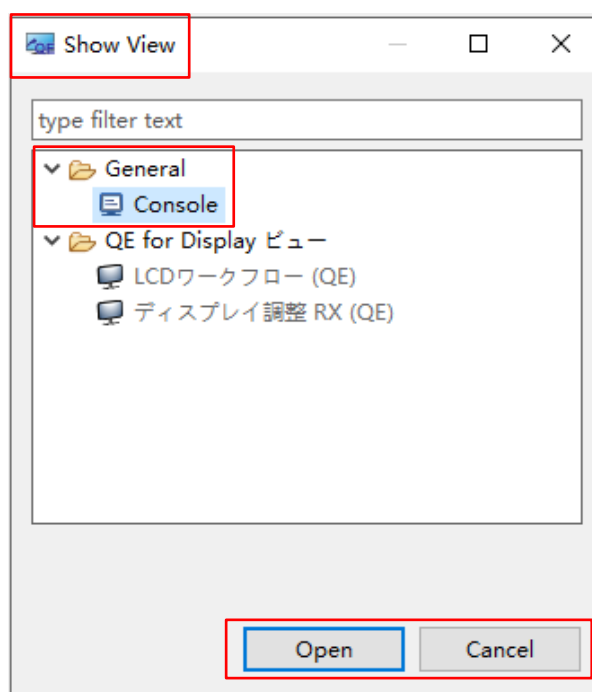 Show View
type filter text
General
Console
QE for Display ビュー
LCDワークフロー (QE)
ディスプレイ調整 RX (QE)
Open
Cancel